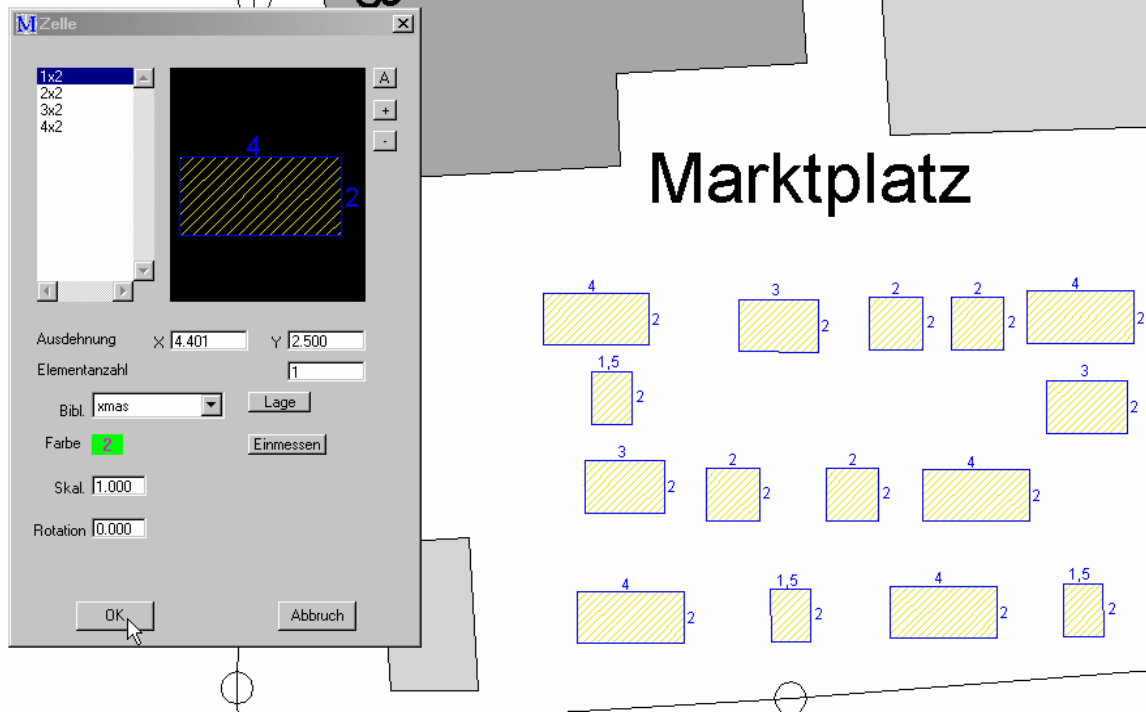 M Zelle
1x2
2x2
3x2
4x2
4
2
A
+
-
Ausdehnung X 4.401 Y 2.500
Elementanzahl 1
Bibl. xmas Lage
Farbe 2 Einmessen
Skal. 1.000
Rotation 0.000
OK Abbruch
Marktplatz
4 3 2 2 4
2 2 2 2 2
1,5 3
2 2
3 2 2 4
2 2 2 2
4 1,5 4 1,5
2 2 2 2